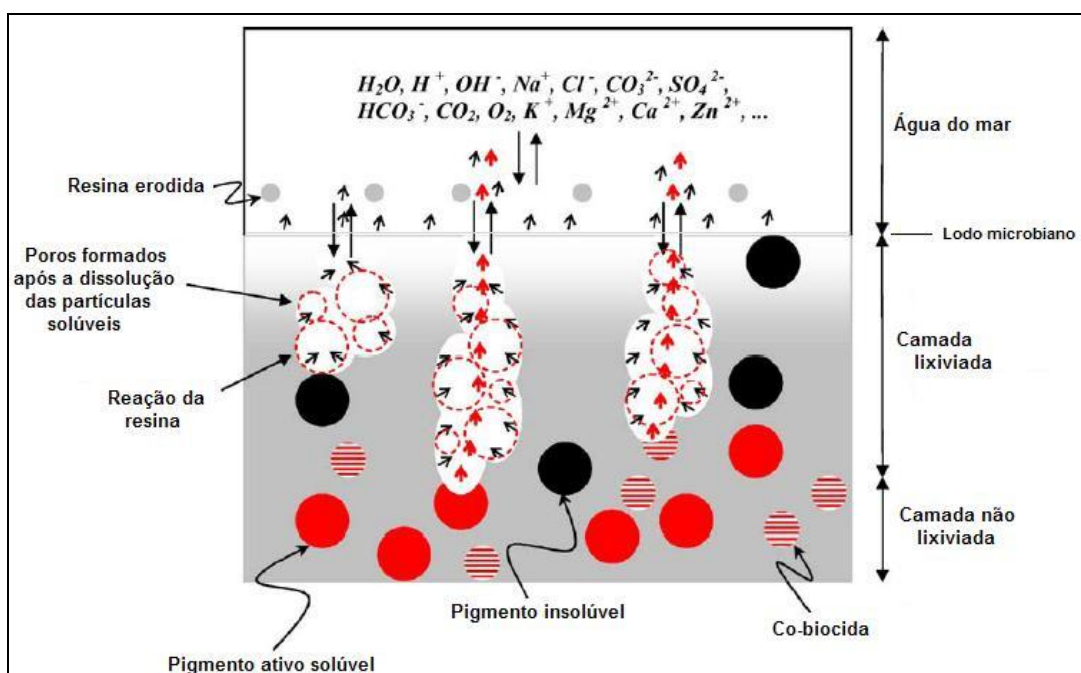 H₂O, H⁺, OH⁻, Na⁺, Cl⁻, CO₃²⁻, SO₄²⁻,
HCO₃⁻, CO₂, O₂, K⁺, Mg²⁺, Ca²⁺, Zn²⁺, ...
Água do mar
Resina erodida
Lodo microbiano
Poros formados
após a dissolução
das partículas
solúveis
Camada
lixiviada
Reação da
resina
Camada não
lixiviada
Pigmento insolúvel
Co-biocida
Pigmento ativo solúvel